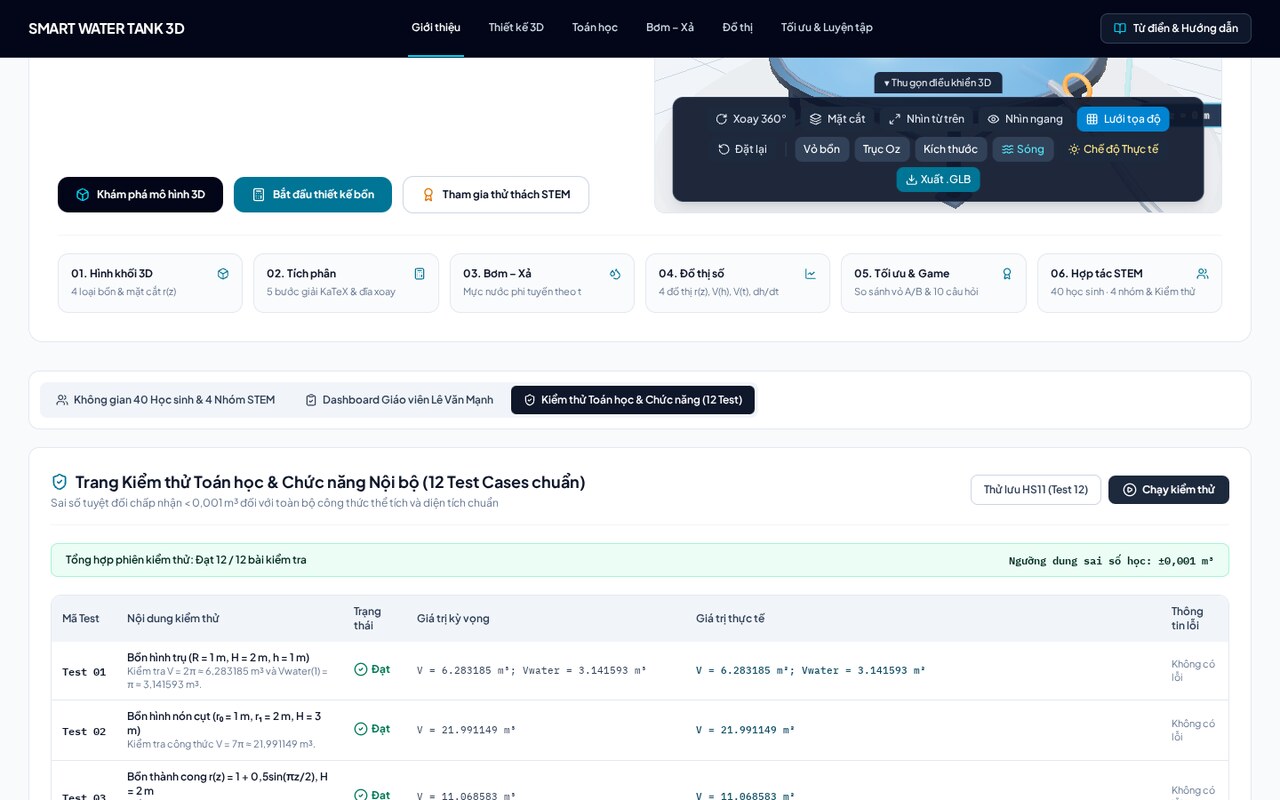 SMART WATER TANK 3D
Giới thiệu
Thiết kế 3D
Toán học
Bơm – Xả
Đồ thị
Tối ưu & Luyện tập
Từ điển & Hướng dẫn
▾ Thu gọn điều khiển 3D
Xoay 360°
Mặt cắt
Nhìn từ trên
Nhìn ngang
Lưới tọa độ
Đặt lại
Vỏ bồn
Trục Oz
Kích thước
Sóng
Chế độ Thực tế
Xuất .GLB
Khám phá mô hình 3D
Bắt đầu thiết kế bồn
Tham gia thử thách STEM
01. Hình khối 3D
4 loại bồn & mặt cắt r(z)
02. Tích phân
5 bước giải KaTeX & đĩa xoay
03. Bơm – Xả
Mực nước phi tuyến theo t
04. Đồ thị số
4 đồ thị r(z), V(h), V(t), dh/dt
05. Tối ưu & Game
So sánh vỏ A/B & 10 câu hỏi
06. Hợp tác STEM
40 học sinh · 4 nhóm & Kiểm thử
Không gian 40 Học sinh & 4 Nhóm STEM
Dashboard Giáo viên Lê Văn Mạnh
Kiểm thử Toán học & Chức năng (12 Test)
Trang Kiểm thử Toán học & Chức năng Nội bộ (12 Test Cases chuẩn)
Sai số tuyệt đối chấp nhận < 0,001 m³ đối với toàn bộ công thức thể tích và diện tích chuẩn
Thử lưu HS11 (Test 12)
Chạy kiểm thử
Tổng hợp phiên kiểm thử: Đạt 12 / 12 bài kiểm tra
Ngưỡng dung sai số học: ±0,001 m³
Mã Test
Nội dung kiểm thử
Trạng
thái
Giá trị kỳ vọng
Giá trị thực tế
Thông
tin lỗi
Test 01
Bồn hình trụ (R = 1 m, H = 2 m, h = 1 m)
Kiểm tra V = 2π ≈ 6.283185 m³ và Vwater(1) =
π ≈ 3,141593 m³.
Đạt
V = 6.283185 m³; Vwater = 3.141593 m³
V = 6.283185 m³; Vwater = 3.141593 m³
Không có
lỗi
Test 02
Bồn hình nón cụt (r₀ = 1 m, r₁ = 2 m, H = 3
m)
Kiểm tra công thức V = 7π ≈ 21.991149 m³.
Đạt
V = 21.991149 m³
V = 21.991149 m³
Không có
lỗi
Test 03
Bồn thành cong r(z) = 1 + 0,5sin(πz/2), H
= 2 m
Đạt
V = 11.068583 m³
V = 11.068583 m³
Không có